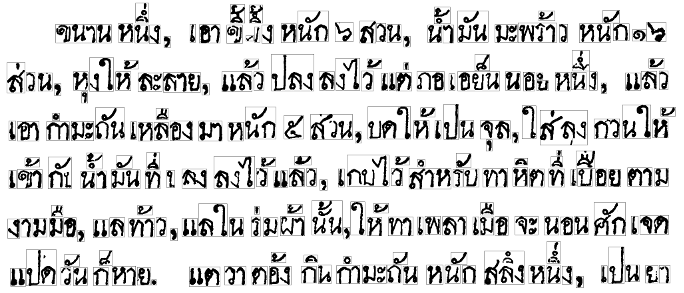 ขนานหนึ่ง, เอาขี้ผึ้งหนัก ๖ สวน, น้ำมันมะพร้าวหนัก ๑๖
ส่วน, หุงให้ละลาย, แล้วปลงลงไว้แต่ภอเอย็นนอยหนึ่ง, แล้ว
เอากำมะถันเหลืองมาหนัก ๕ สวน, บดให้เปนจุล, ใส่ลงกวนให้
เข้ากับน้ำมันที่ปลงลงไว้แล้ว, เกบไว้สำหรับทาหิตที่เปื่อยตาม
งามมือ, แลท้าว, แลในร่มผ้านั้น, ให้ทาเพลาเมื่อจะนอนศักเจด
แปดวันก็หาย. แตวาตอ้งกินกำมะถันหนักสลึงหนึ่ง, เปนยา